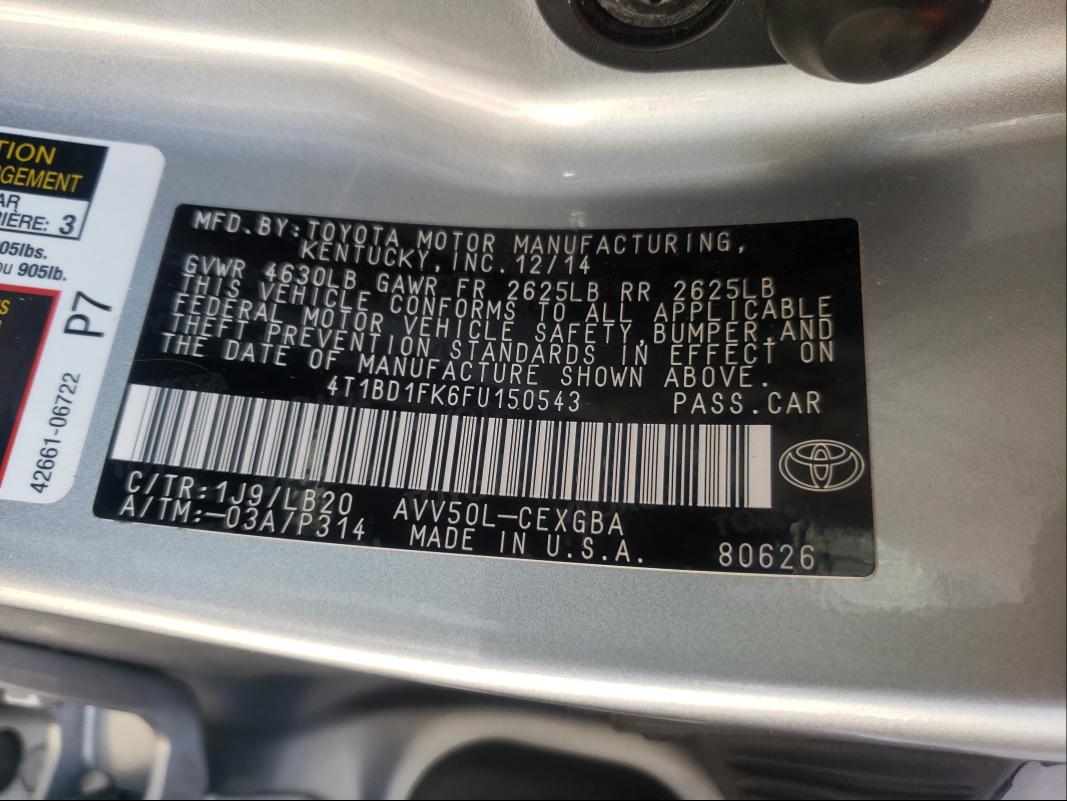 TION
GEMENT
AR
RIÈRE: 3
905lbs.
ou 905lb.
P7
42661-06722
MFD.BY:TOYOTA MOTOR MANUFACTURING,
KENTUCKY, INC. 12/14
GVWR 4630LB GAWR FR 2625LB RR 2625LB
THIS VEHICLE CONFORMS TO ALL APPLICABLE
FEDERAL MOTOR VEHICLE SAFETY,BUMPER,AND
THEFT PREVENTION STANDARDS IN EFFECT ON
THE DATE OF MANUFACTURE SHOWN ABOVE.
4T1BD1FK6FU150543 PASS.CAR
C/TR:1J9/LB20 AVV50L-CEXGBA
A/TM:-03A/P314 MADE IN U.S.A. 80626